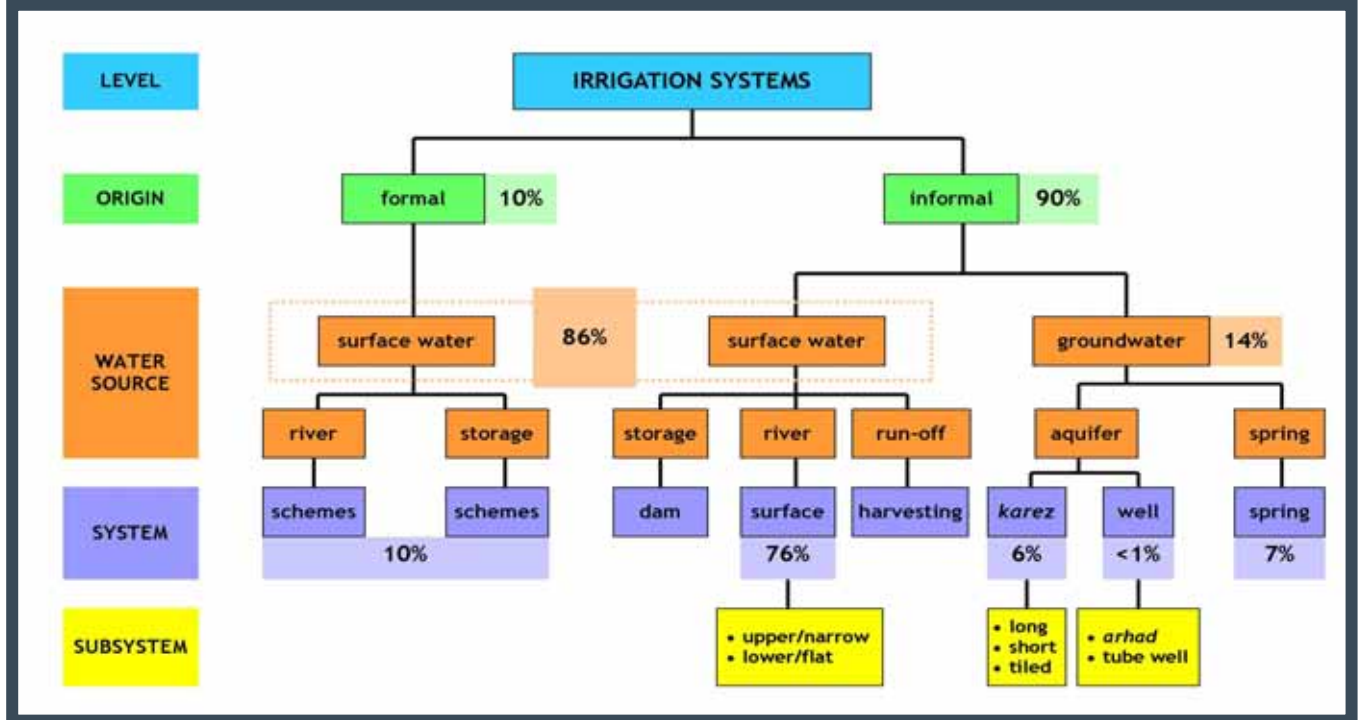 LEVEL
IRRIGATION SYSTEMS
ORIGIN
formal
10%
informal
90%
WATER
SOURCE
surface water
86%
surface water
groundwater
14%
river
storage
storage
river
run-off
aquifer
spring
SYSTEM
schemes
schemes
dam
surface
harvesting
karez
well
spring
10%
76%
6%
<1%
7%
SUBSYSTEM
• upper/narrow
• lower/flat
• long
• short
• tiled
• arhad
• tube well